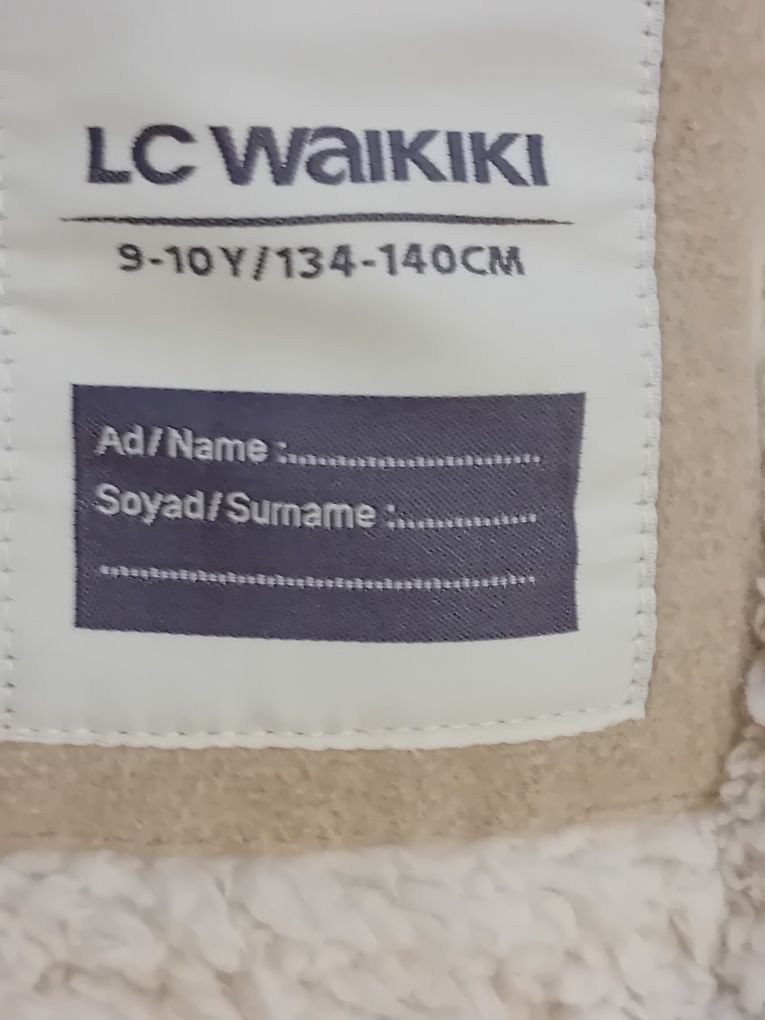 LC WAIKIKI
9-10Y/134-140CM
Ad/Name :..............................
Soyad/Surname :................
..................................................